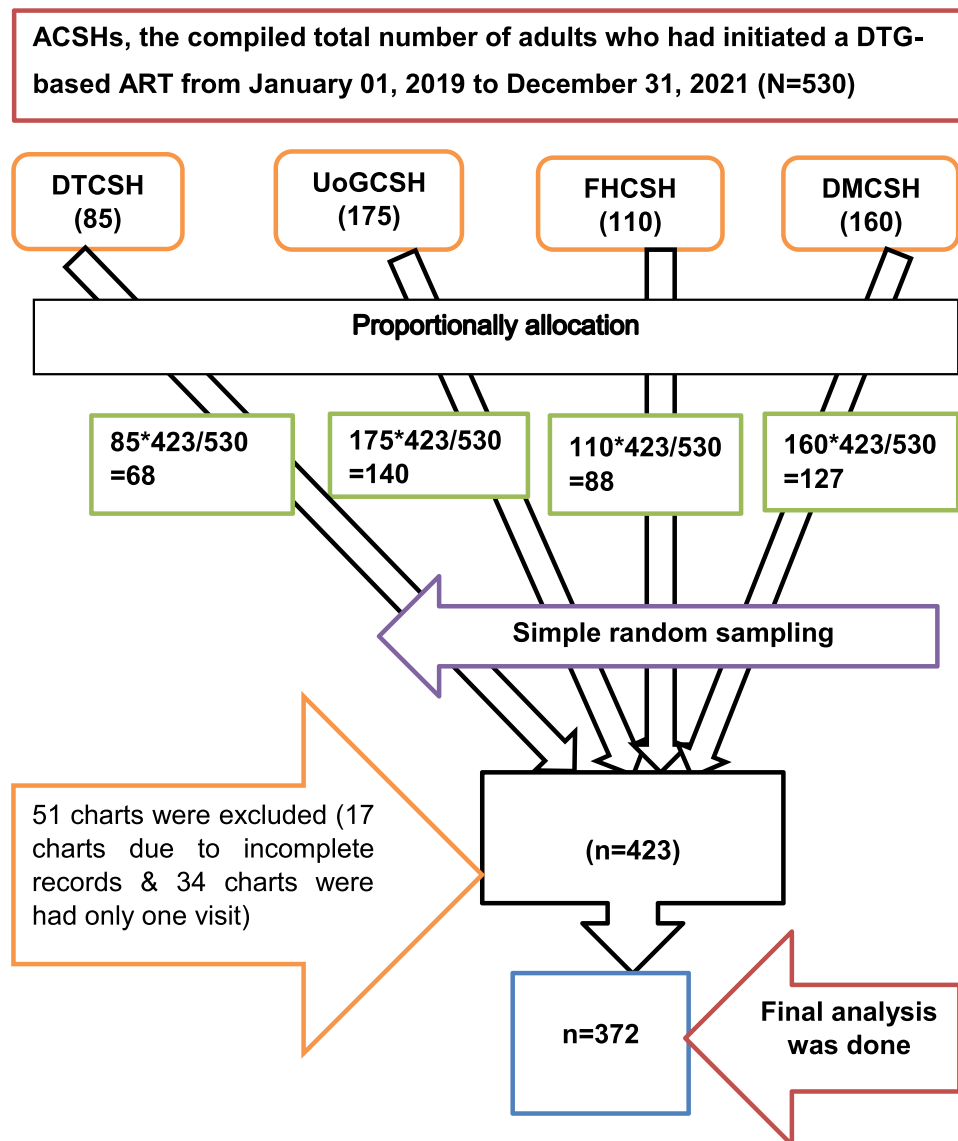 ACSHs, the compiled total number of adults who had initiated a DTG-
based ART from January 01, 2019 to December 31, 2021 (N=530)
DTCSH
(85)
UoGCSH
(175)
FHCSH
(110)
DMCSH
(160)
Proportionally allocation
85*423/530
=68
175*423/530
=140
110*423/530
=88
160*423/530
=127
Simple random sampling
51 charts were excluded (17
charts due to incomplete
records & 34 charts were
had only one visit)
(n=423)
n=372
Final analysis
was done